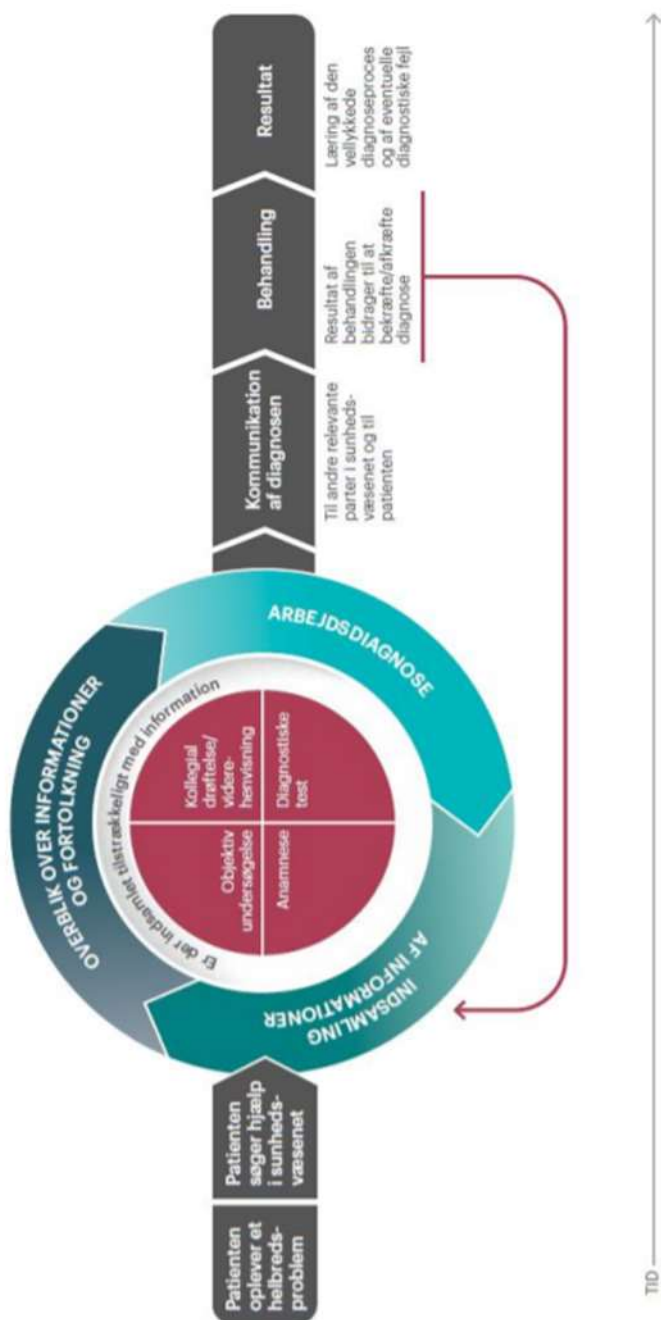 Patienten
oplever et
helbreds-
problem
Patienten
søger hjælp
i sunheds-
væsenet
INDSAMLING
AF INFORMATIONER
OVERBLIK OVER INFORMATIONER
OG FORTOLKNING
ARBEJDSDIAGNOSE
Er der indsamlet tilstrækkeligt med information
Objektiv
undersøgelse
Kollegial
drøftelse/
videre-
henvisning
Anamnese
Diagnostiske
test
Kommunikation
af diagnosen
Til andre relevante
parter i sunheds-
væsenet og til
patienten
Behandling
Resultat af
behandlingen
bidrager til at
bekræfte/afkræfte
diagnose
Resultat
Læring af den
vellykkede
diagnoseproces
og af eventuelle
diagnostiske fejl
TID